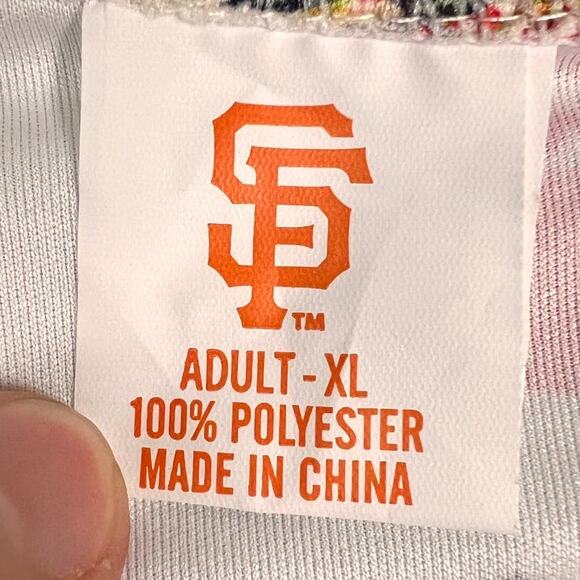 SF
TM
ADULT - XL
100% POLYESTER
MADE IN CHINA